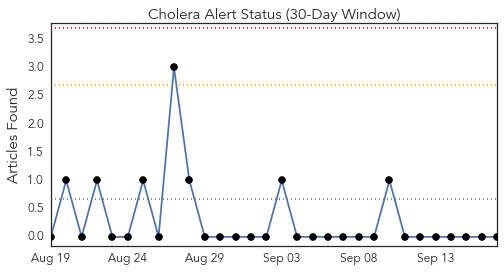 Cholera Alert Status (30-Day Window)
Articles Found
3.5
3.0
2.5
2.0
1.5
1.0
0.5
0.0
Aug 19 Aug 24 Aug 29 Sep 03 Sep 08 Sep 13